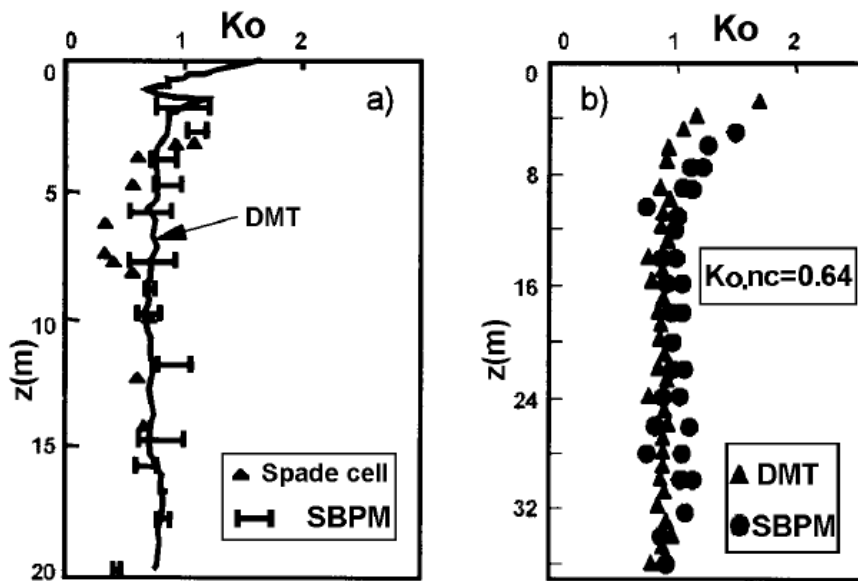 Ko
0 1 2
a)
0
5
10
15
20
z(m)
DMT
Spade cell
SBPM
Ko
0 1 2
b)
0
8
16
24
32
z(m)
Ko,nc=0.64
DMT
SBPM